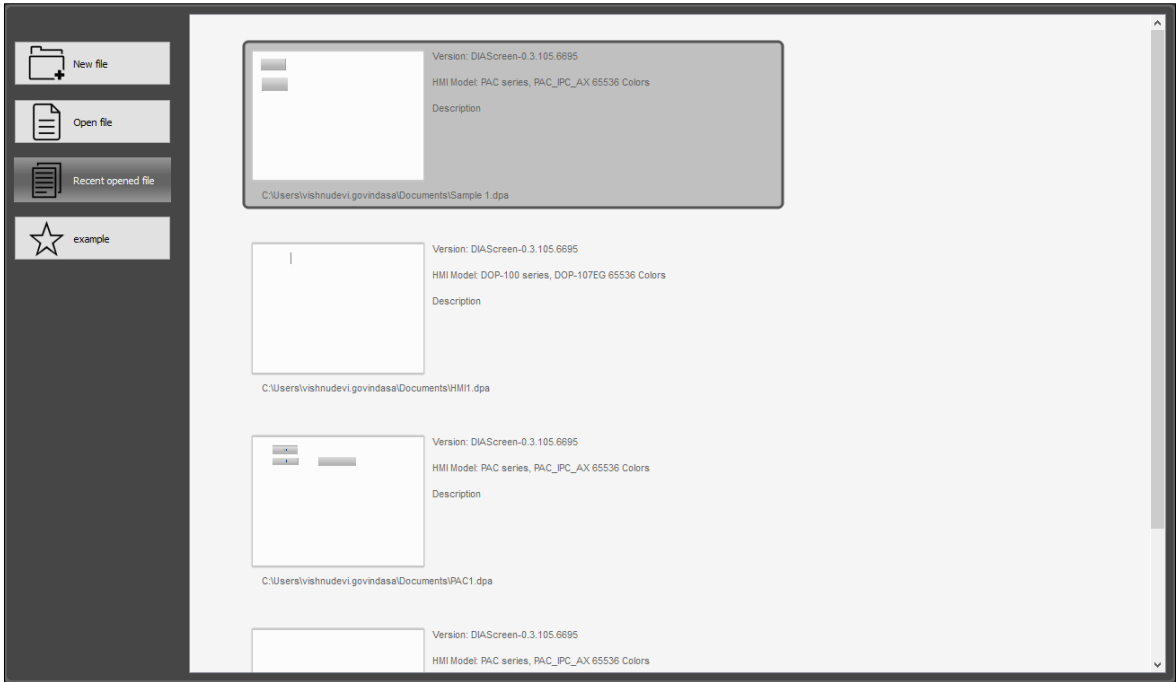 New file
Open file
Recent opened file
example
Version: DIAScreen-0.3.105.6695
HMI Model: PAC series, PAC_IPC_AX 65536 Colors
Description
C:\Users\vishnudevi.govindasa\Documents\Sample 1.dpa
Version: DIAScreen-0.3.105.6695
HMI Model: DOP-100 series, DOP-107EG 65536 Colors
Description
C:\Users\vishnudevi.govindasa\Documents\HMI1.dpa
Version: DIAScreen-0.3.105.6695
HMI Model: PAC series, PAC_IPC_AX 65536 Colors
Description
C:\Users\vishnudevi.govindasa\Documents\PAC1.dpa
Version: DIAScreen-0.3.105.6695
HMI Model: PAC series, PAC_IPC_AX 65536 Colors